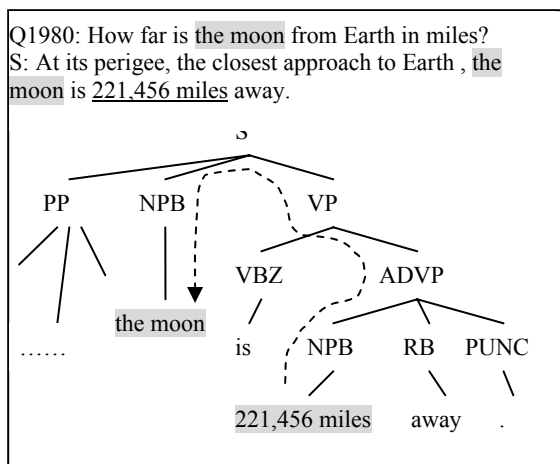 Q1980: How far is the moon from Earth in miles?
S: At its perigee, the closest approach to Earth , the
moon is 221,456 miles away.
S
PP NPB VP
VBZ ADVP
the moon
...... is NPB RB PUNC
221,456 miles away .